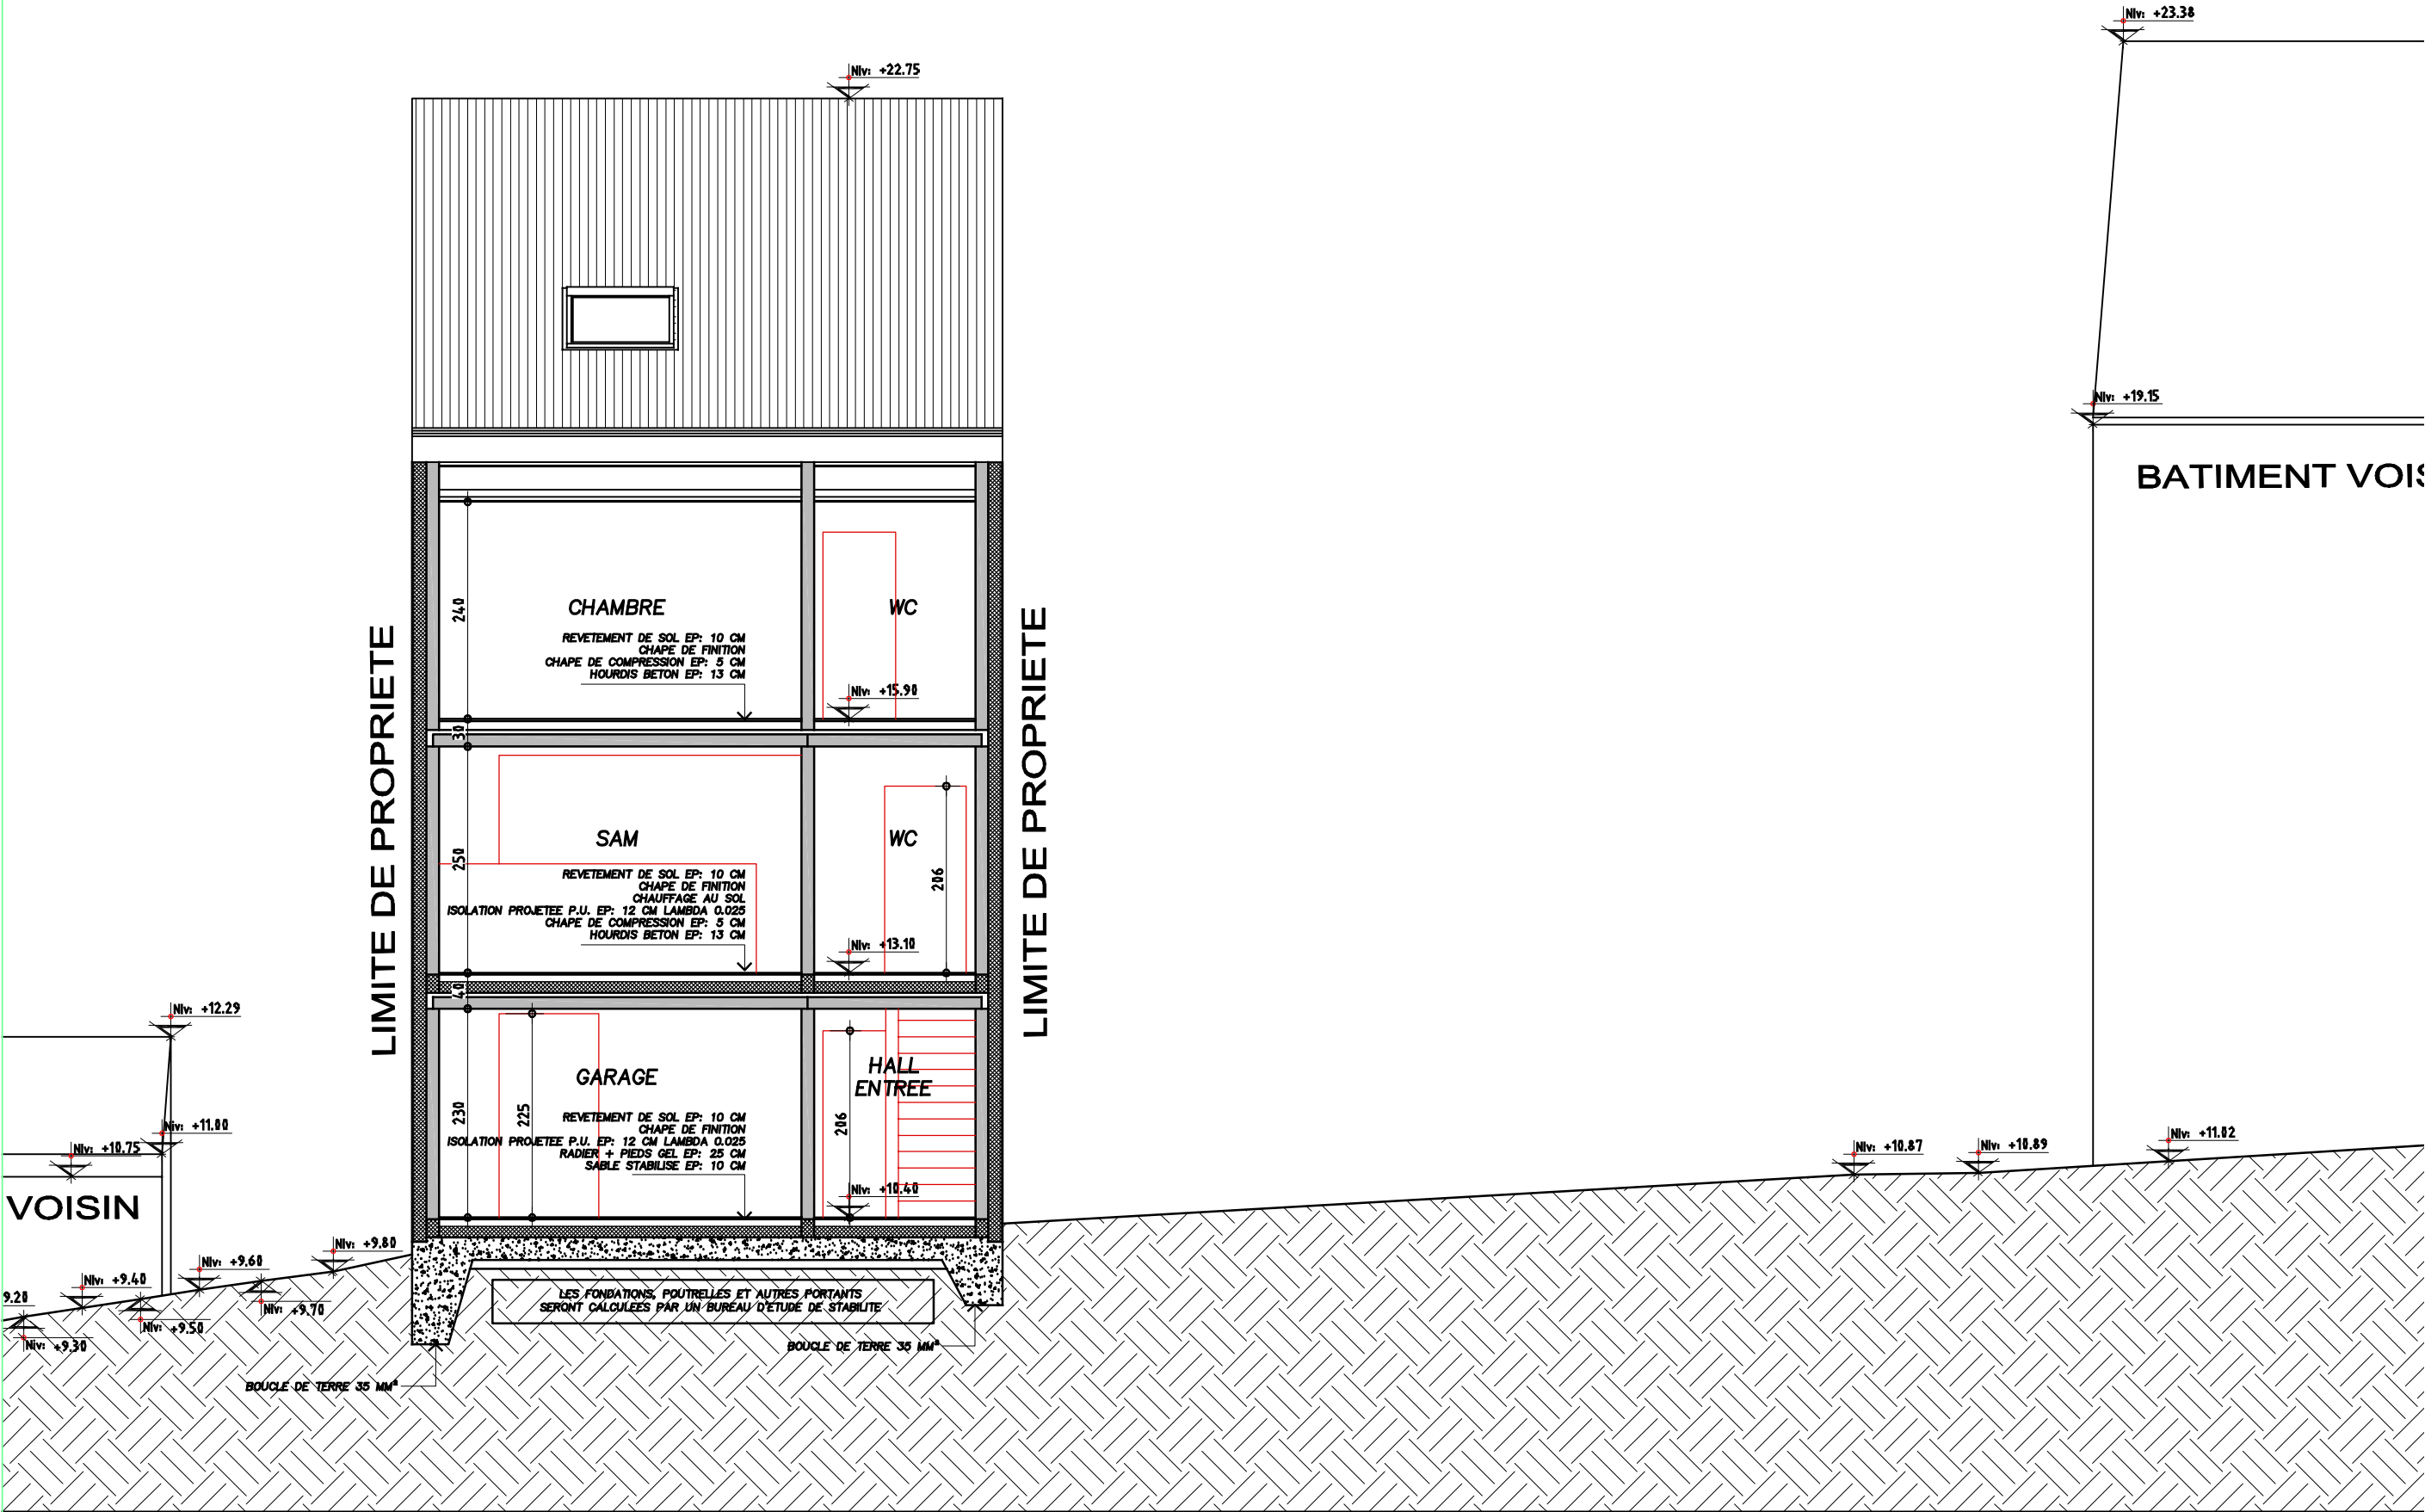 Niv: +23.38
Niv: +22.75
Niv: +19.15
BATIMENT VOIS
CHAMBRE
WC
240
REVETEMENT DE SOL EP: 10 CM
CHAPE DE FINITION
CHAPE DE COMPRESSION EP: 5 CM
HOURDIS BETON EP: 13 CM
Niv: +15.90
LIMITE DE PROPRIETE
LIMITE DE PROPRIETE
30
SAM
WC
250
206
REVETEMENT DE SOL EP: 10 CM
CHAPE DE FINITION
CHAUFFAGE AU SOL
ISOLATION PROJETEE P.U. EP: 12 CM LAMBDA 0.025
CHAPE DE COMPRESSION EP: 5 CM
HOURDIS BETON EP: 13 CM
Niv: +13.10
40
Niv: +12.29
GARAGE
HALL
ENTREE
230
225
206
REVETEMENT DE SOL EP: 10 CM
CHAPE DE FINITION
ISOLATION PROJETEE P.U. EP: 12 CM LAMBDA 0.025
RADIER + PIEDS GEL EP: 25 CM
SABLE STABILISE EP: 10 CM
Niv: +10.40
Niv: +11.00
Niv: +10.75
VOISIN
Niv: +10.87
Niv: +10.89
Niv: +11.02
Niv: +9.80
Niv: +9.60
Niv: +9.40
9.20
Niv: +9.70
Niv: +9.50
Niv: +9.30
LES FONDATIONS, POUTRELLES ET AUTRES PORTANTS
SERONT CALCULEES PAR UN BUREAU D'ETUDE DE STABILITE
BOUCLE DE TERRE 35 MM²
BOUCLE DE TERRE 35 MM²